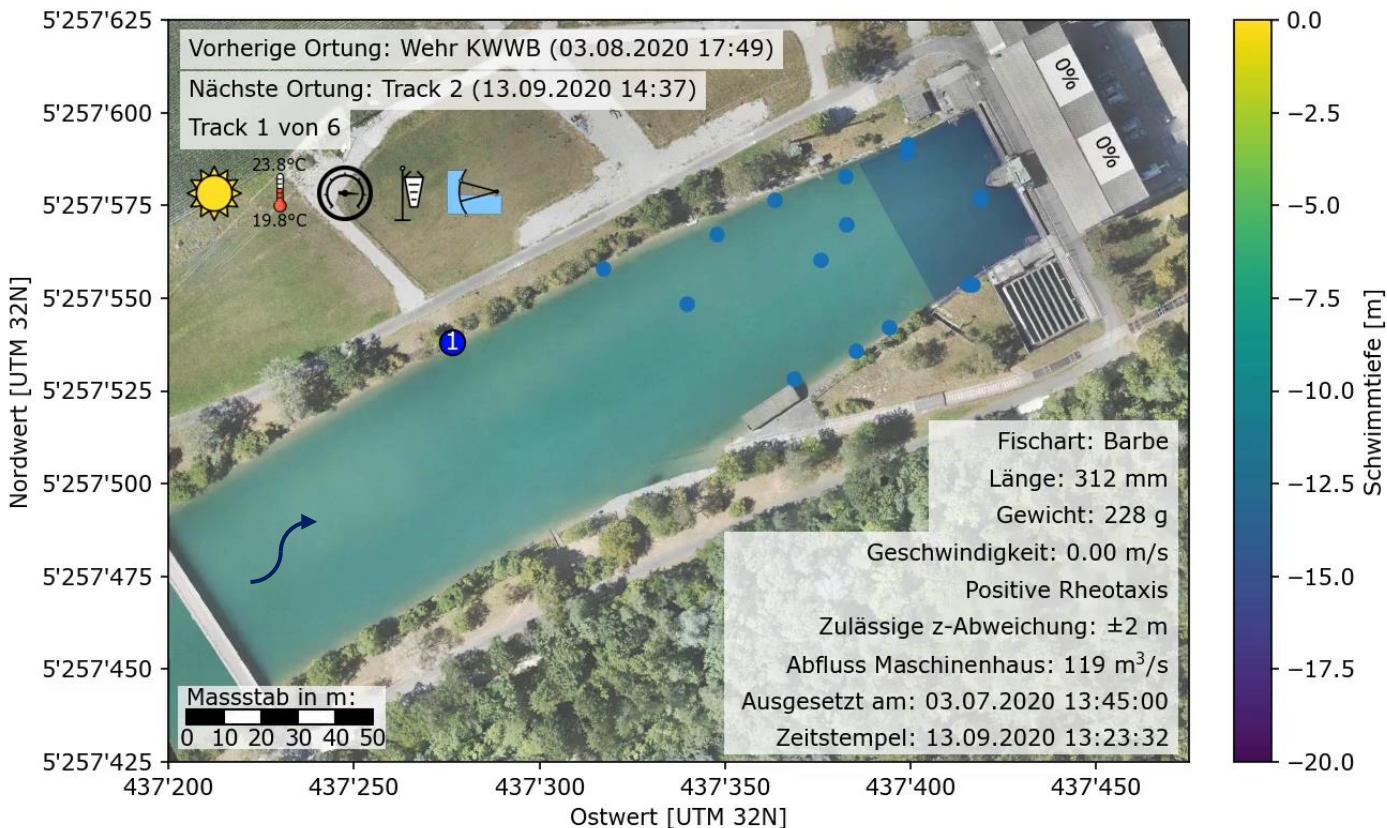 5'257'625
5'257'600
5'257'575
5'257'550
5'257'525
5'257'500
5'257'475
5'257'450
5'257'425
Nordwert [UTM 32N]
Vorherige Ortung: Wehr KWWB (03.08.2020 17:49)
Nächste Ortung: Track 2 (13.09.2020 14:37)
Track 1 von 6
23.8°C
19.8°C
0%
0%
1
Fischart: Barbe
Länge: 312 mm
Gewicht: 228 g
Geschwindigkeit: 0.00 m/s
Positive Rheotaxis
Zulässige z-Abweichung: ±2 m
Abfluss Maschinenhaus: 119 m³/s
Ausgesetzt am: 03.07.2020 13:45:00
Zeitstempel: 13.09.2020 13:23:32
Massstab in m:
0 10 20 30 40 50
437'200 437'250 437'300 437'350 437'400 437'450
Ostwert [UTM 32N]
0.0
−2.5
−5.0
−7.5
−10.0
−12.5
−15.0
−17.5
−20.0
Schwimmtiefe [m]